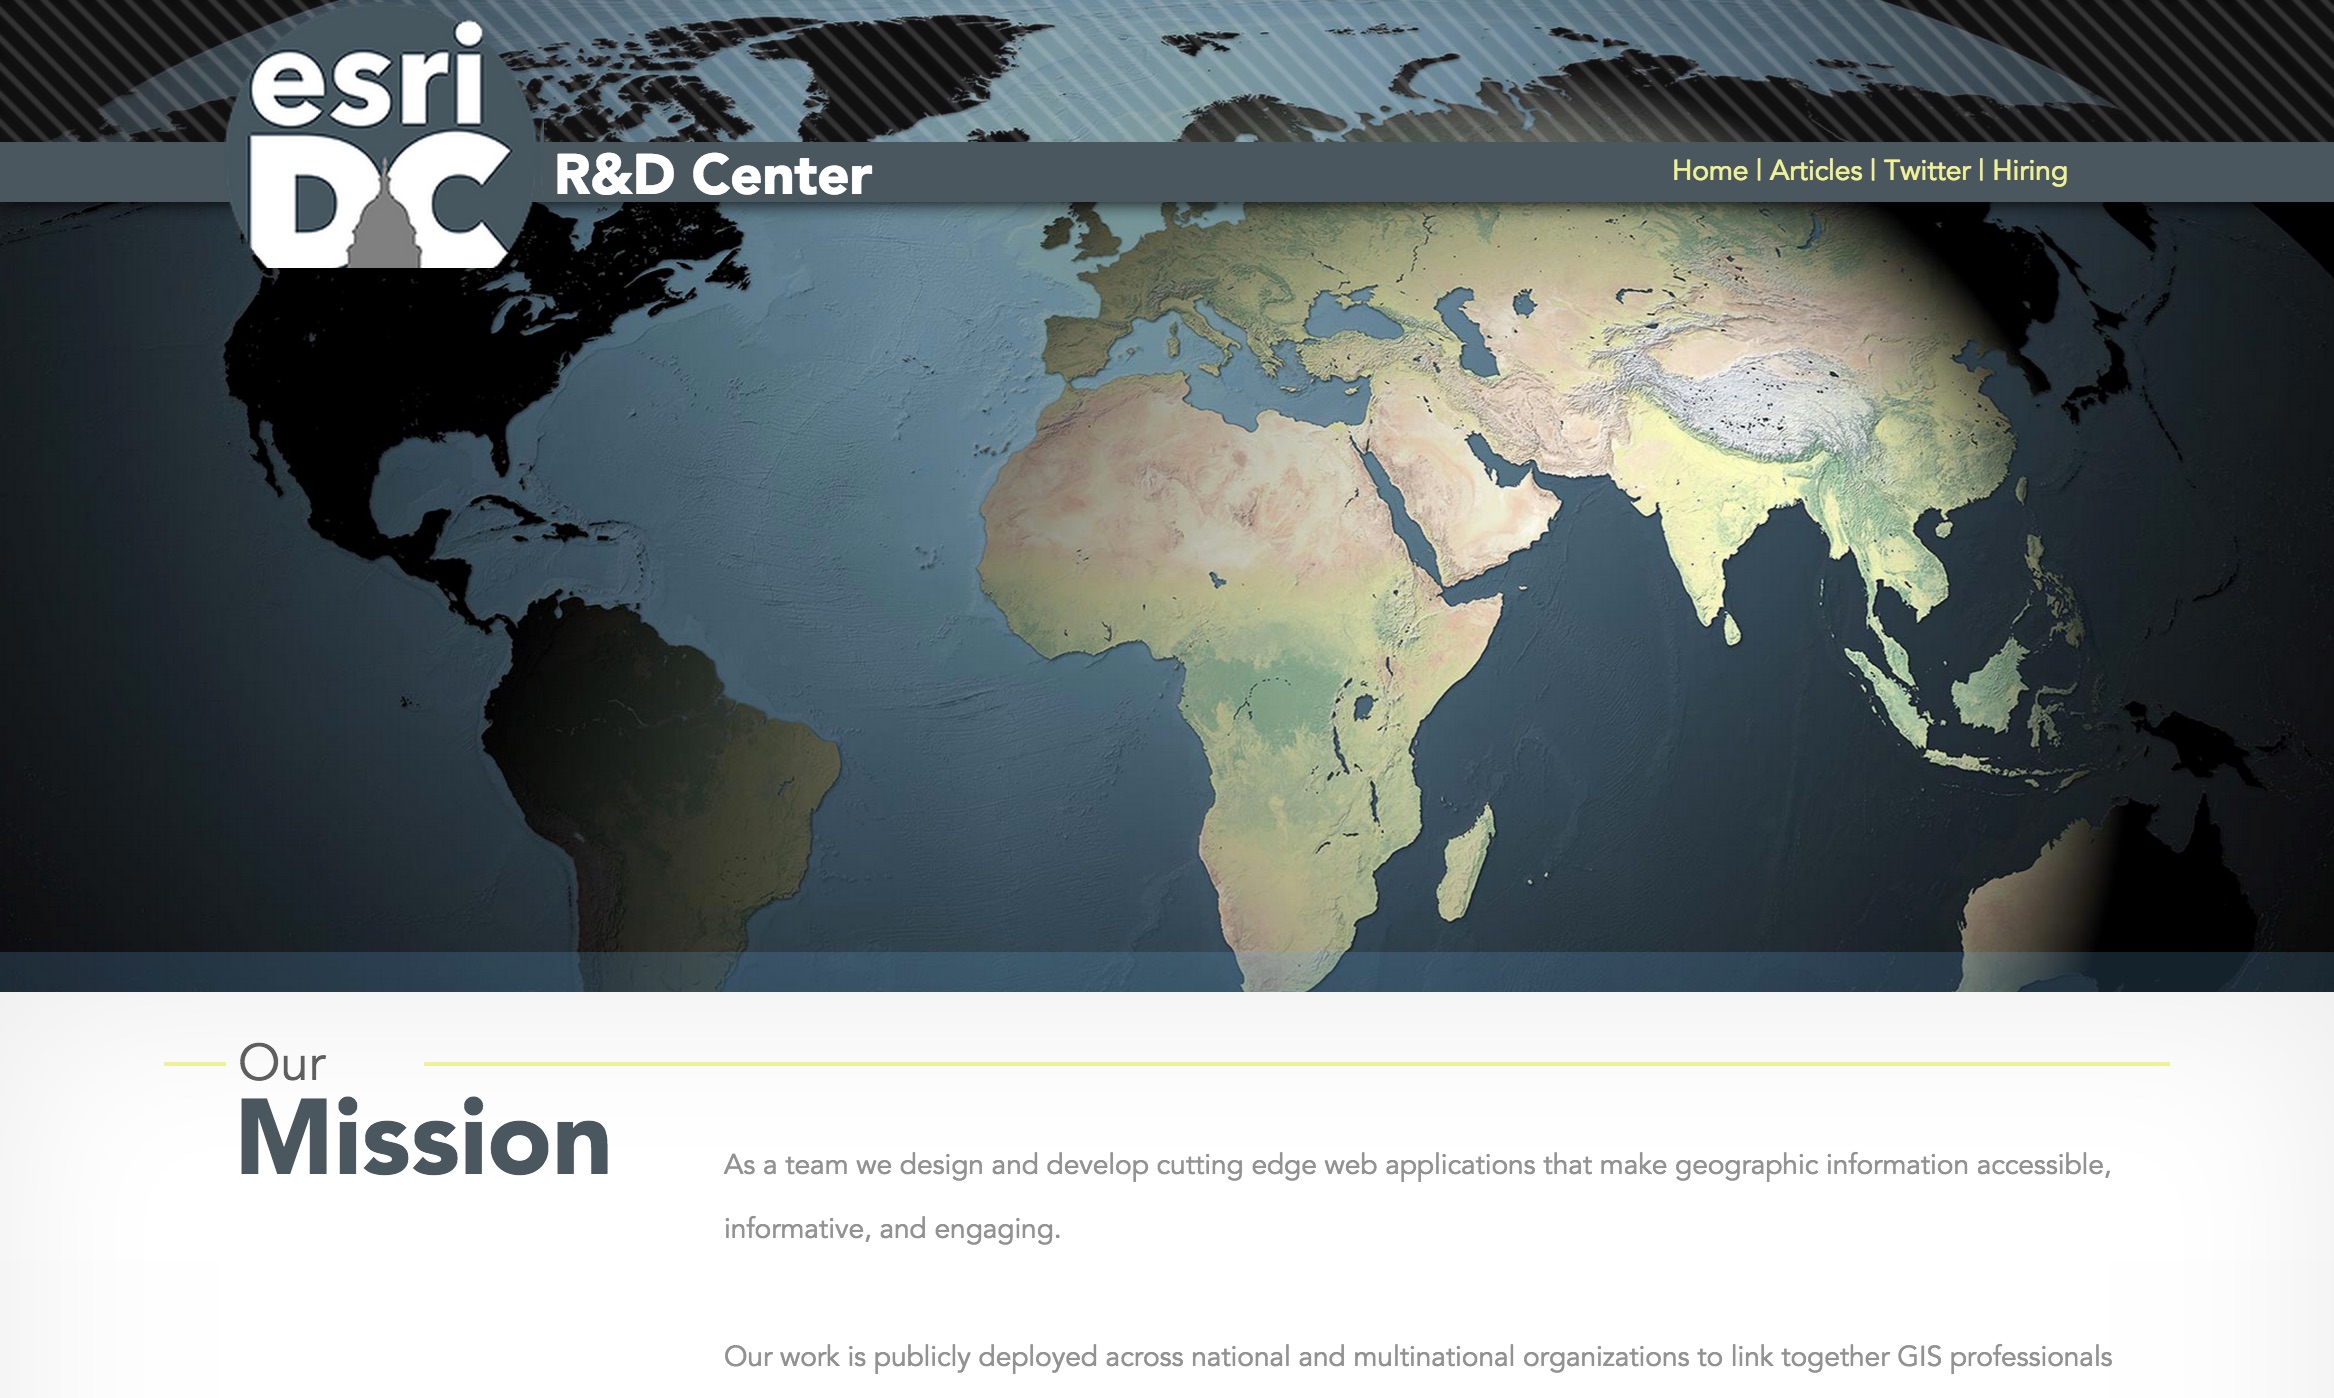 esri
DC
R&D Center
Home | Articles | Twitter | Hiring
Our
Mission
As a team we design and develop cutting edge web applications that make geographic information accessible,
informative, and engaging.
Our work is publicly deployed across national and multinational organizations to link together GIS professionals